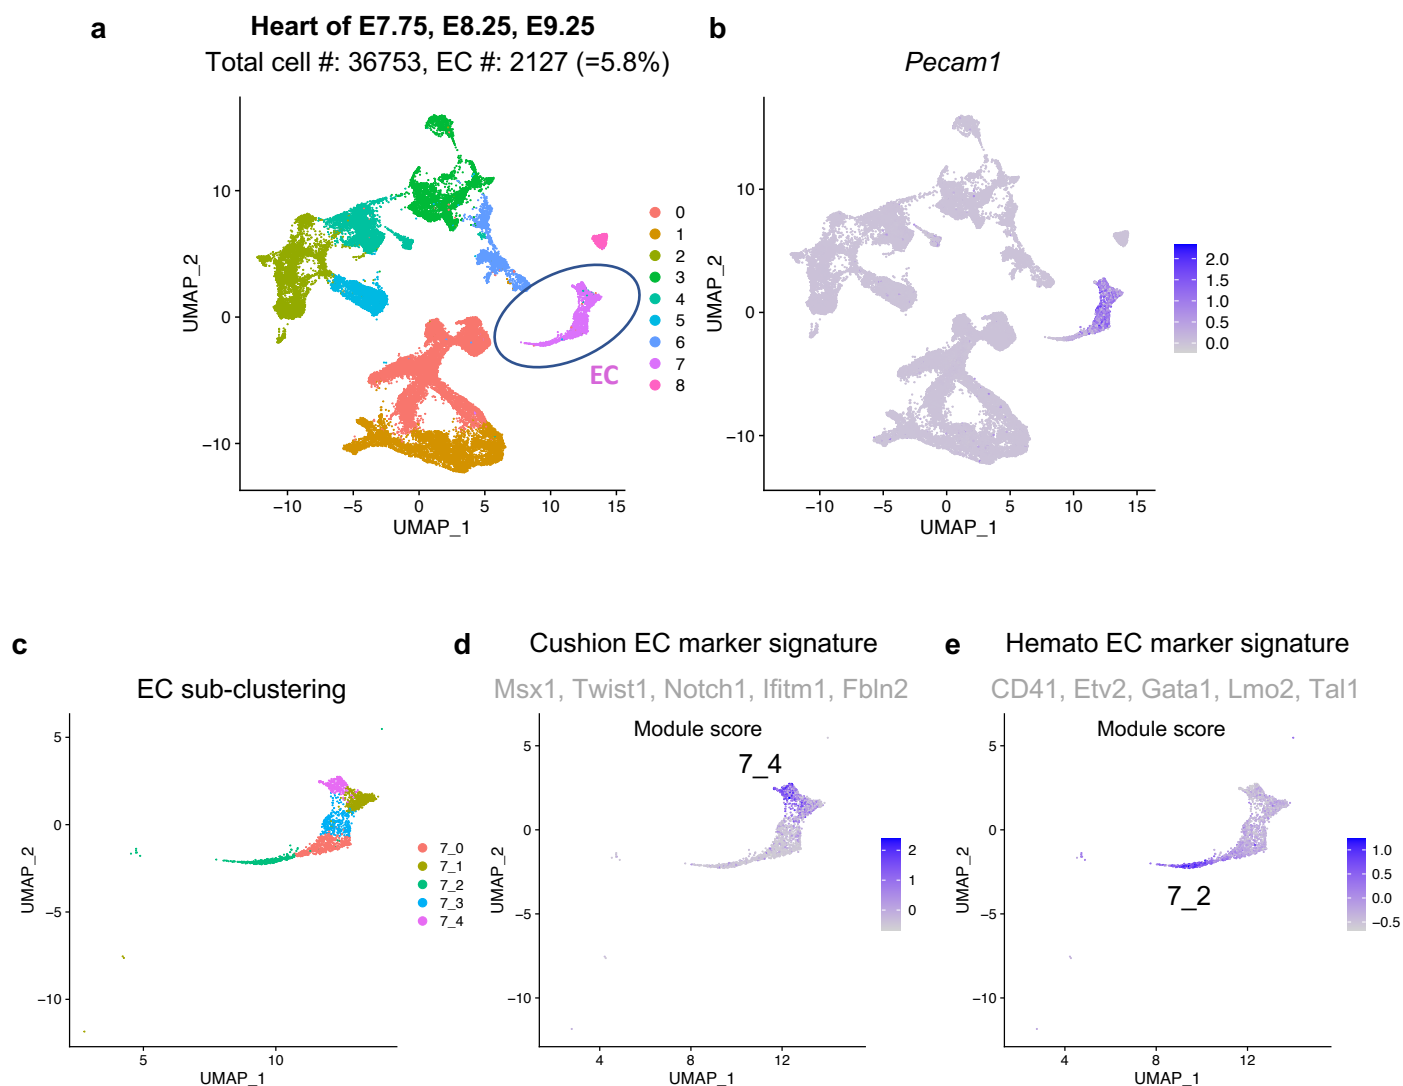 a
Heart of E7.75, E8.25, E9.25
Total cell #: 36753, EC #: 2127 (=5.8%)
10
0
−10
UMAP_2
−10
−5
0
5
10
15
UMAP_1
EC
0
1
2
3
4
5
6
7
8
b
Pecam1
10
0
−10
UMAP_2
−10
−5
0
5
10
15
UMAP_1
2.0
1.5
1.0
0.5
0.0
c
EC sub-clustering
5
0
−5
−10
UMAP_2
5
10
UMAP_1
7_0
7_1
7_2
7_3
7_4
d
Cushion EC marker signature
Msx1, Twist1, Notch1, Ifitm1, Fbln2
Module score
7_4
5
0
−5
−10
UMAP_2
4
8
12
UMAP_1
2
1
0
e
Hemato EC marker signature
CD41, Etv2, Gata1, Lmo2, Tal1
Module score
7_2
5
0
−5
−10
UMAP_2
4
8
12
UMAP_1
1.0
0.5
0.0
−0.5